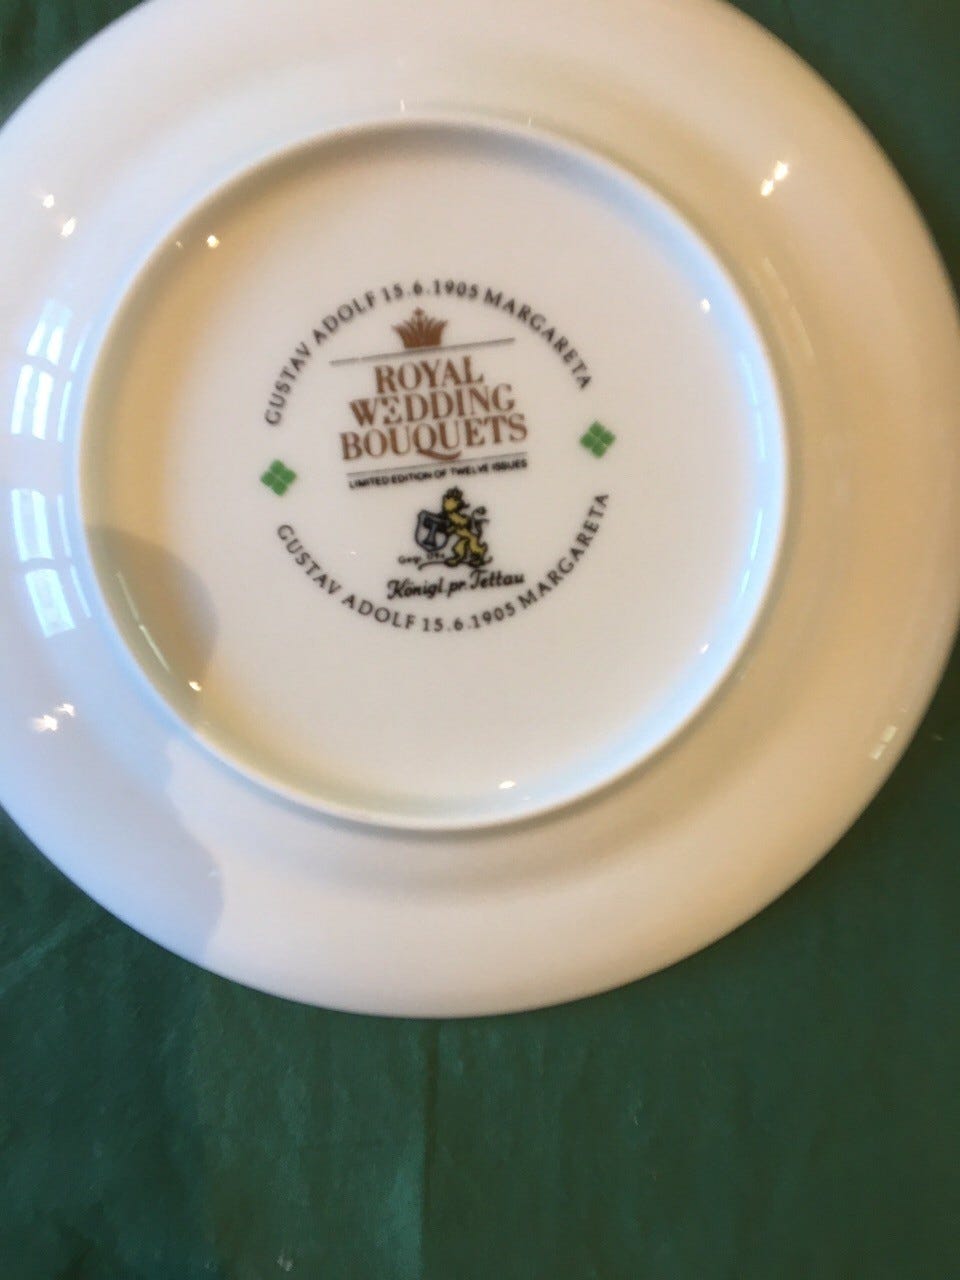 GUSTAV ADOLF 15.6.1905 MARGARETA
ROYAL
WEDDING
BOUQUETS
LIMITED EDITION OF TWELVE ISSUES
T
Königl.pr.Tettau
GUSTAV ADOLF 15.6.1905 MARGARETA